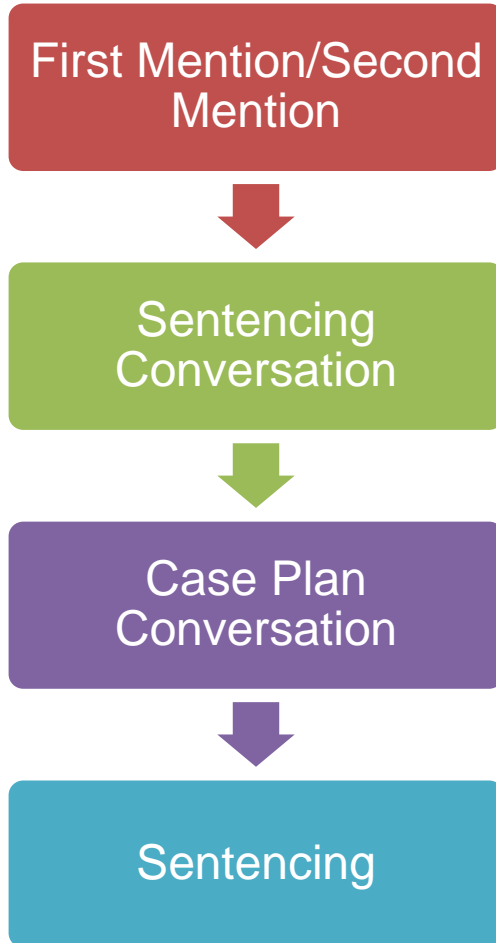 First Mention/Second
Mention
Sentencing
Conversation
Case Plan
Conversation
Sentencing